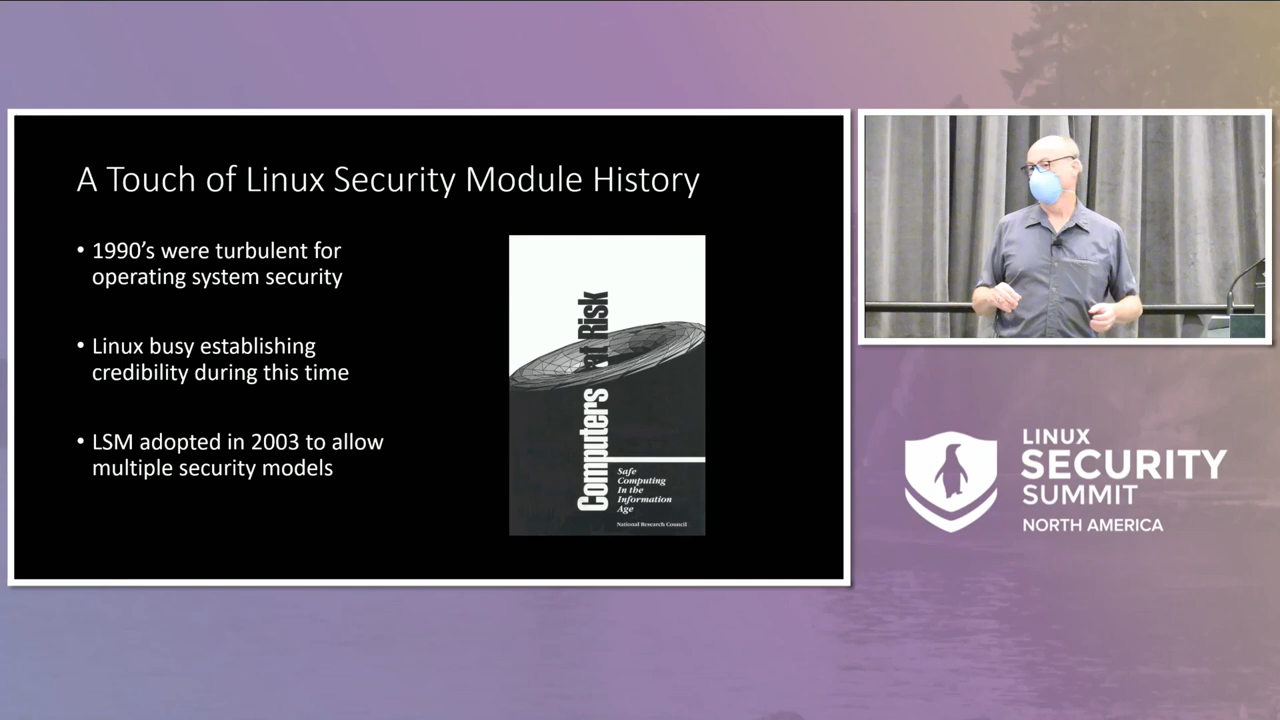 A Touch of Linux Security Module History
• 1990's were turbulent for
operating system security
• Linux busy establishing
credibility during this time
• LSM adopted in 2003 to allow
multiple security models
Computers at Risk
Safe
Computing
In the
Information
Age
National Research Council
LINUX
SECURITY
SUMMIT
NORTH AMERICA